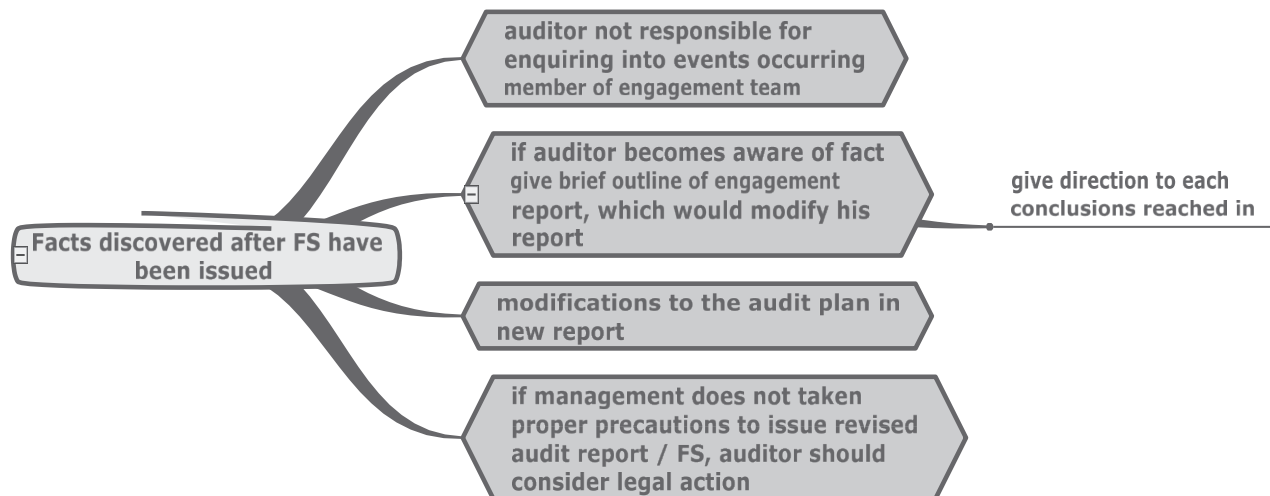 auditor not responsible for
enquiring into events occurring
member of engagement team
if auditor becomes aware of fact
give brief outline of engagement
report, which would modify his
report
give direction to each
conclusions reached in
Facts discovered after FS have
been issued
modifications to the audit plan in
new report
if management does not taken
proper precautions to issue revised
audit report / FS, auditor should
consider legal action